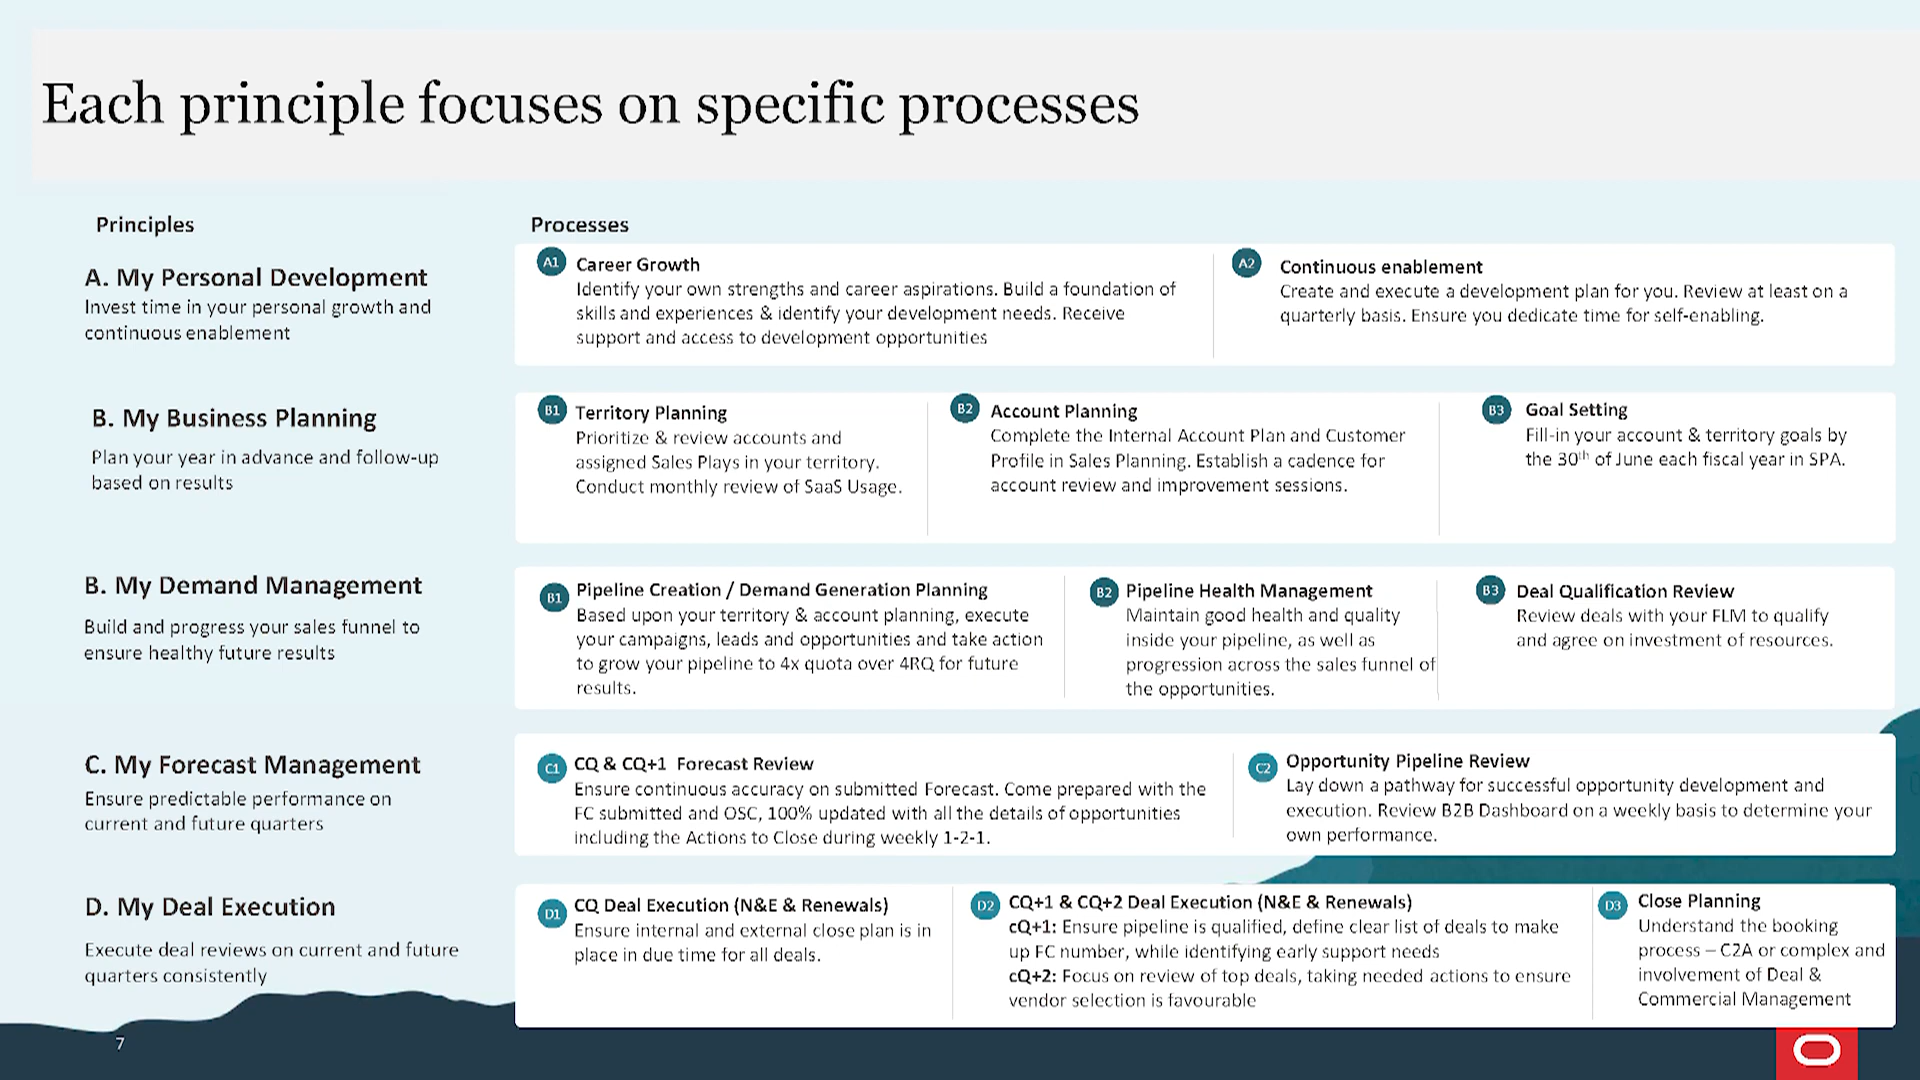 Each principle focuses on specific processes
Principles
Processes
A. My Personal Development
Invest time in your personal growth and
continuous enablement
A1
Career Growth
Identify your own strengths and career aspirations. Build a foundation of
skills and experiences & identify your development needs. Receive
support and access to development opportunities
A2
Continuous enablement
Create and execute a development plan for you. Review at least on a
quarterly basis. Ensure you dedicate time for self-enabling.
B. My Business Planning
Plan your year in advance and follow-up
based on results
B1
Territory Planning
Prioritize & review accounts and
assigned Sales Plays in your territory.
Conduct monthly review of SaaS Usage.
B2
Account Planning
Complete the Internal Account Plan and Customer
Profile in Sales Planning. Establish a cadence for
account review and improvement sessions.
B3
Goal Setting
Fill-in your account & territory goals by
the 30th of June each fiscal year in SPA.
B. My Demand Management
Build and progress your sales funnel to
ensure healthy future results
B1
Pipeline Creation / Demand Generation Planning
Based upon your territory & account planning, execute
your campaigns, leads and opportunities and take action
to grow your pipeline to 4x quota over 4RQ for future
results.
B2
Pipeline Health Management
Maintain good health and quality
inside your pipeline, as well as
progression across the sales funnel of
the opportunities.
B3
Deal Qualification Review
Review deals with your FLM to qualify
and agree on investment of resources.
C. My Forecast Management
Ensure predictable performance on
current and future quarters
C1
CQ & CQ+1 Forecast Review
Ensure continuous accuracy on submitted Forecast. Come prepared with the
FC submitted and OSC, 100% updated with all the details of opportunities
including the Actions to Close during weekly 1-2-1.
C2
Opportunity Pipeline Review
Lay down a pathway for successful opportunity development and
execution. Review B2B Dashboard on a weekly basis to determine your
own performance.
D. My Deal Execution
Execute deal reviews on current and future
quarters consistently
D1
CQ Deal Execution (N&E & Renewals)
Ensure internal and external close plan is in
place in due time for all deals.
D2
CQ+1 & CQ+2 Deal Execution (N&E & Renewals)
cQ+1: Ensure pipeline is qualified, define clear list of deals to make
up FC number, while identifying early support needs
cQ+2: Focus on review of top deals, taking needed actions to ensure
vendor selection is favourable
D3
Close Planning
Understand the booking
process – C2A or complex and
involvement of Deal &
Commercial Management
7